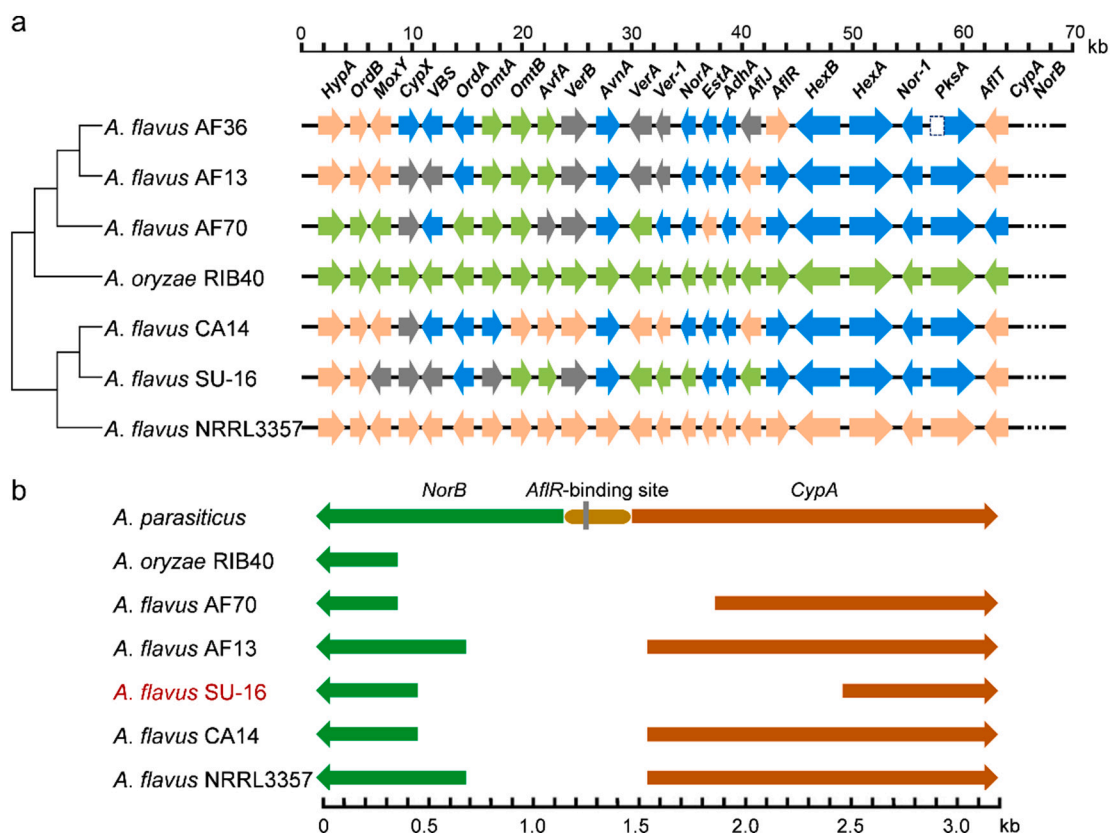 a
0 10 20 30 40 50 60 70
kb
HypA OrdB MoxY CypX VBS OrdA OmtA OmtB AvfA VerB AvnA VerA Ver-1 NorA EstA AdhA AflJ AflR HexB HexA Nor-1 PksA AflT CypA NorB
A. flavus AF36
A. flavus AF13
A. flavus AF70
A. oryzae RIB40
A. flavus CA14
A. flavus SU-16
A. flavus NRRL3357
b
NorB AflR-binding site CypA
A. parasiticus
A. oryzae RIB40
A. flavus AF70
A. flavus AF13
A. flavus SU-16
A. flavus CA14
A. flavus NRRL3357
0 0.5 1.0 1.5 2.0 3.0 kb